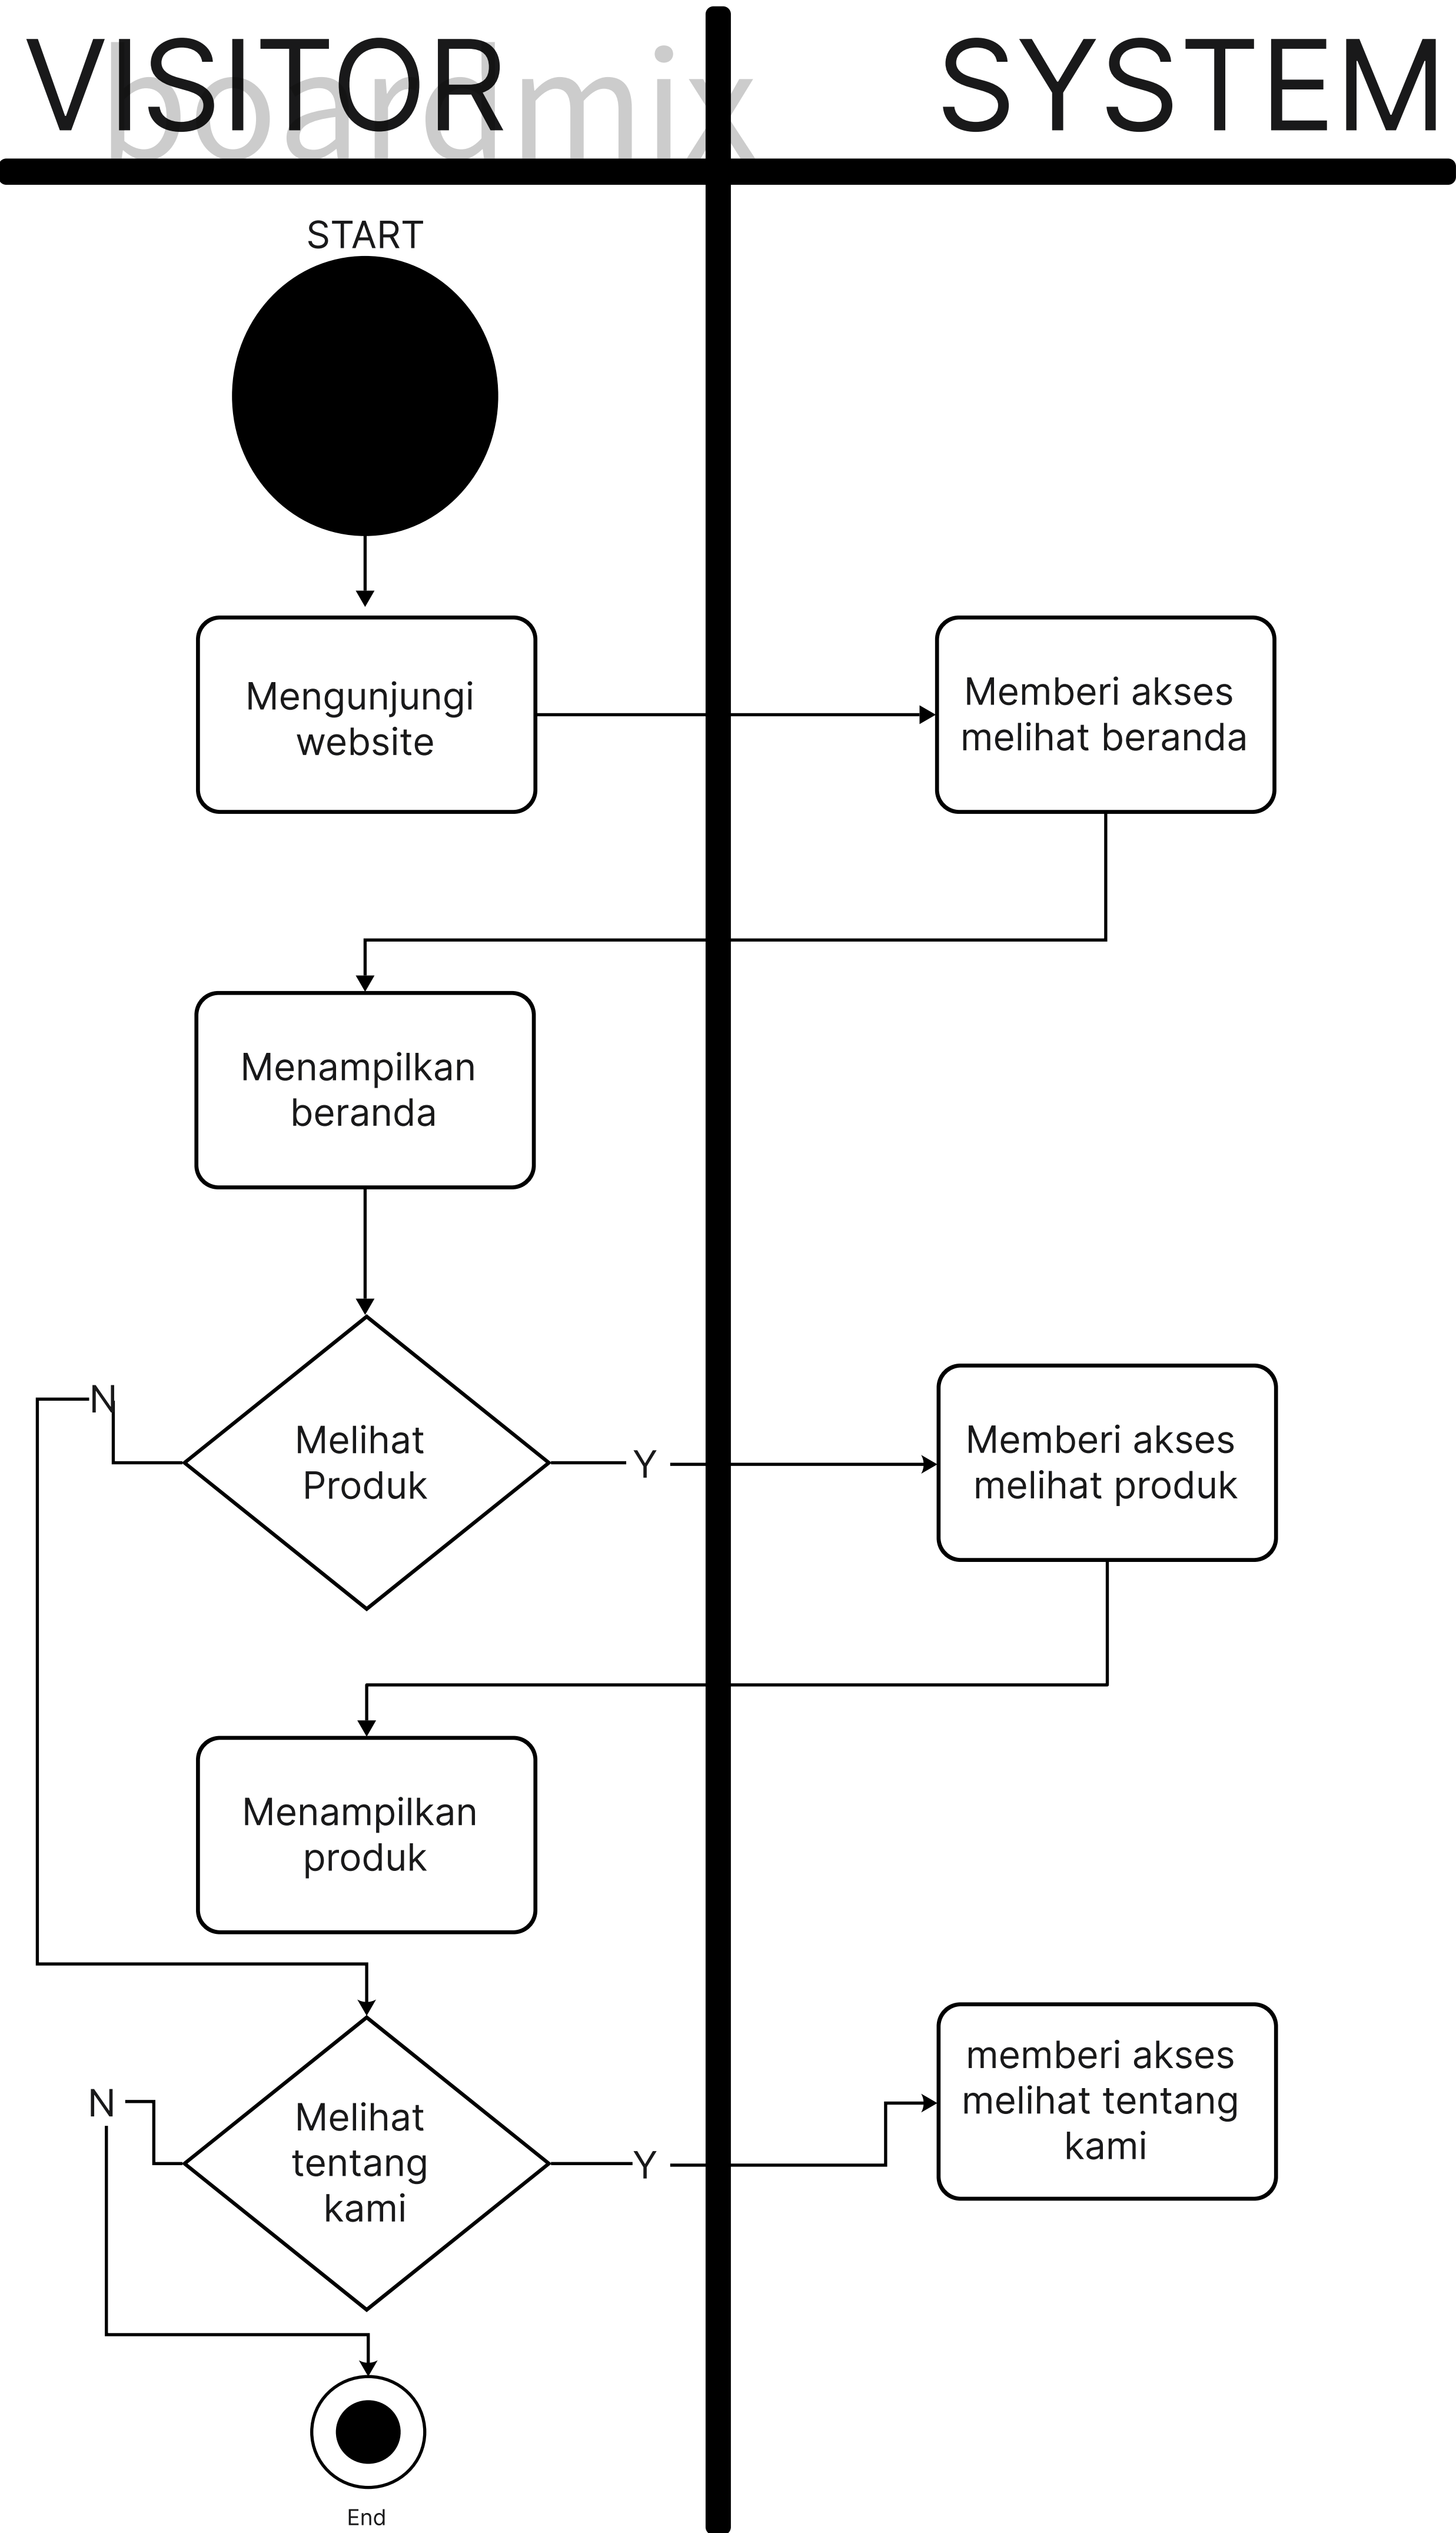 VISITOR
boardmix
SYSTEM
START
Mengunjungi
website
Memberi akses
melihat beranda
Menampilkan
beranda
N
Melihat
Produk
Y
Memberi akses
melihat produk
Menampilkan
produk
N
Melihat
tentang
kami
Y
memberi akses
melihat tentang
kami
End